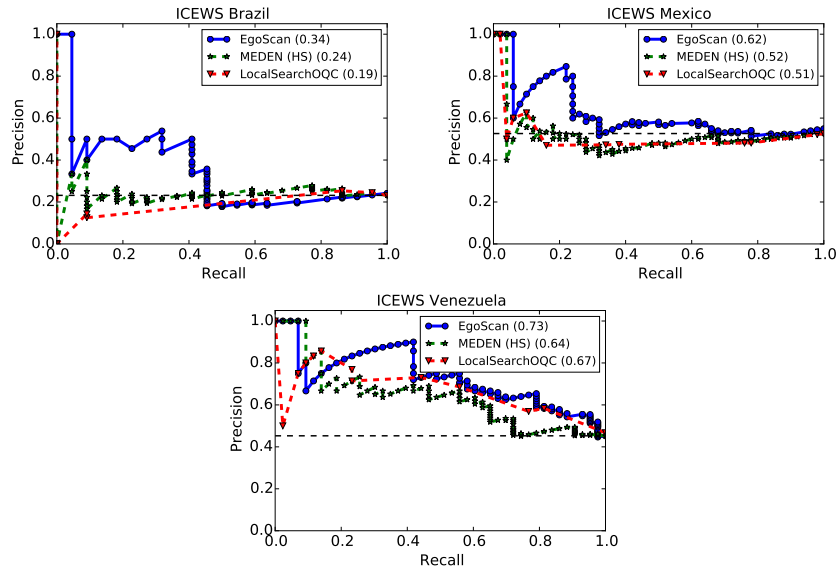 ICEWS Brazil
1.0
0.8
0.6
0.4
0.2
0.0
Precision
EgoScan (0.34)
MEDEN (HS) (0.24)
LocalSearchOQC (0.19)
0.0 0.2 0.4 0.6 0.8 1.0
Recall
ICEWS Mexico
1.0
0.8
0.6
0.4
0.2
0.0
Precision
EgoScan (0.62)
MEDEN (HS) (0.52)
LocalSearchOQC (0.51)
0.0 0.2 0.4 0.6 0.8 1.0
Recall
ICEWS Venezuela
1.0
0.8
0.6
0.4
0.2
0.0
Precision
EgoScan (0.73)
MEDEN (HS) (0.64)
LocalSearchOQC (0.67)
0.0 0.2 0.4 0.6 0.8 1.0
Recall